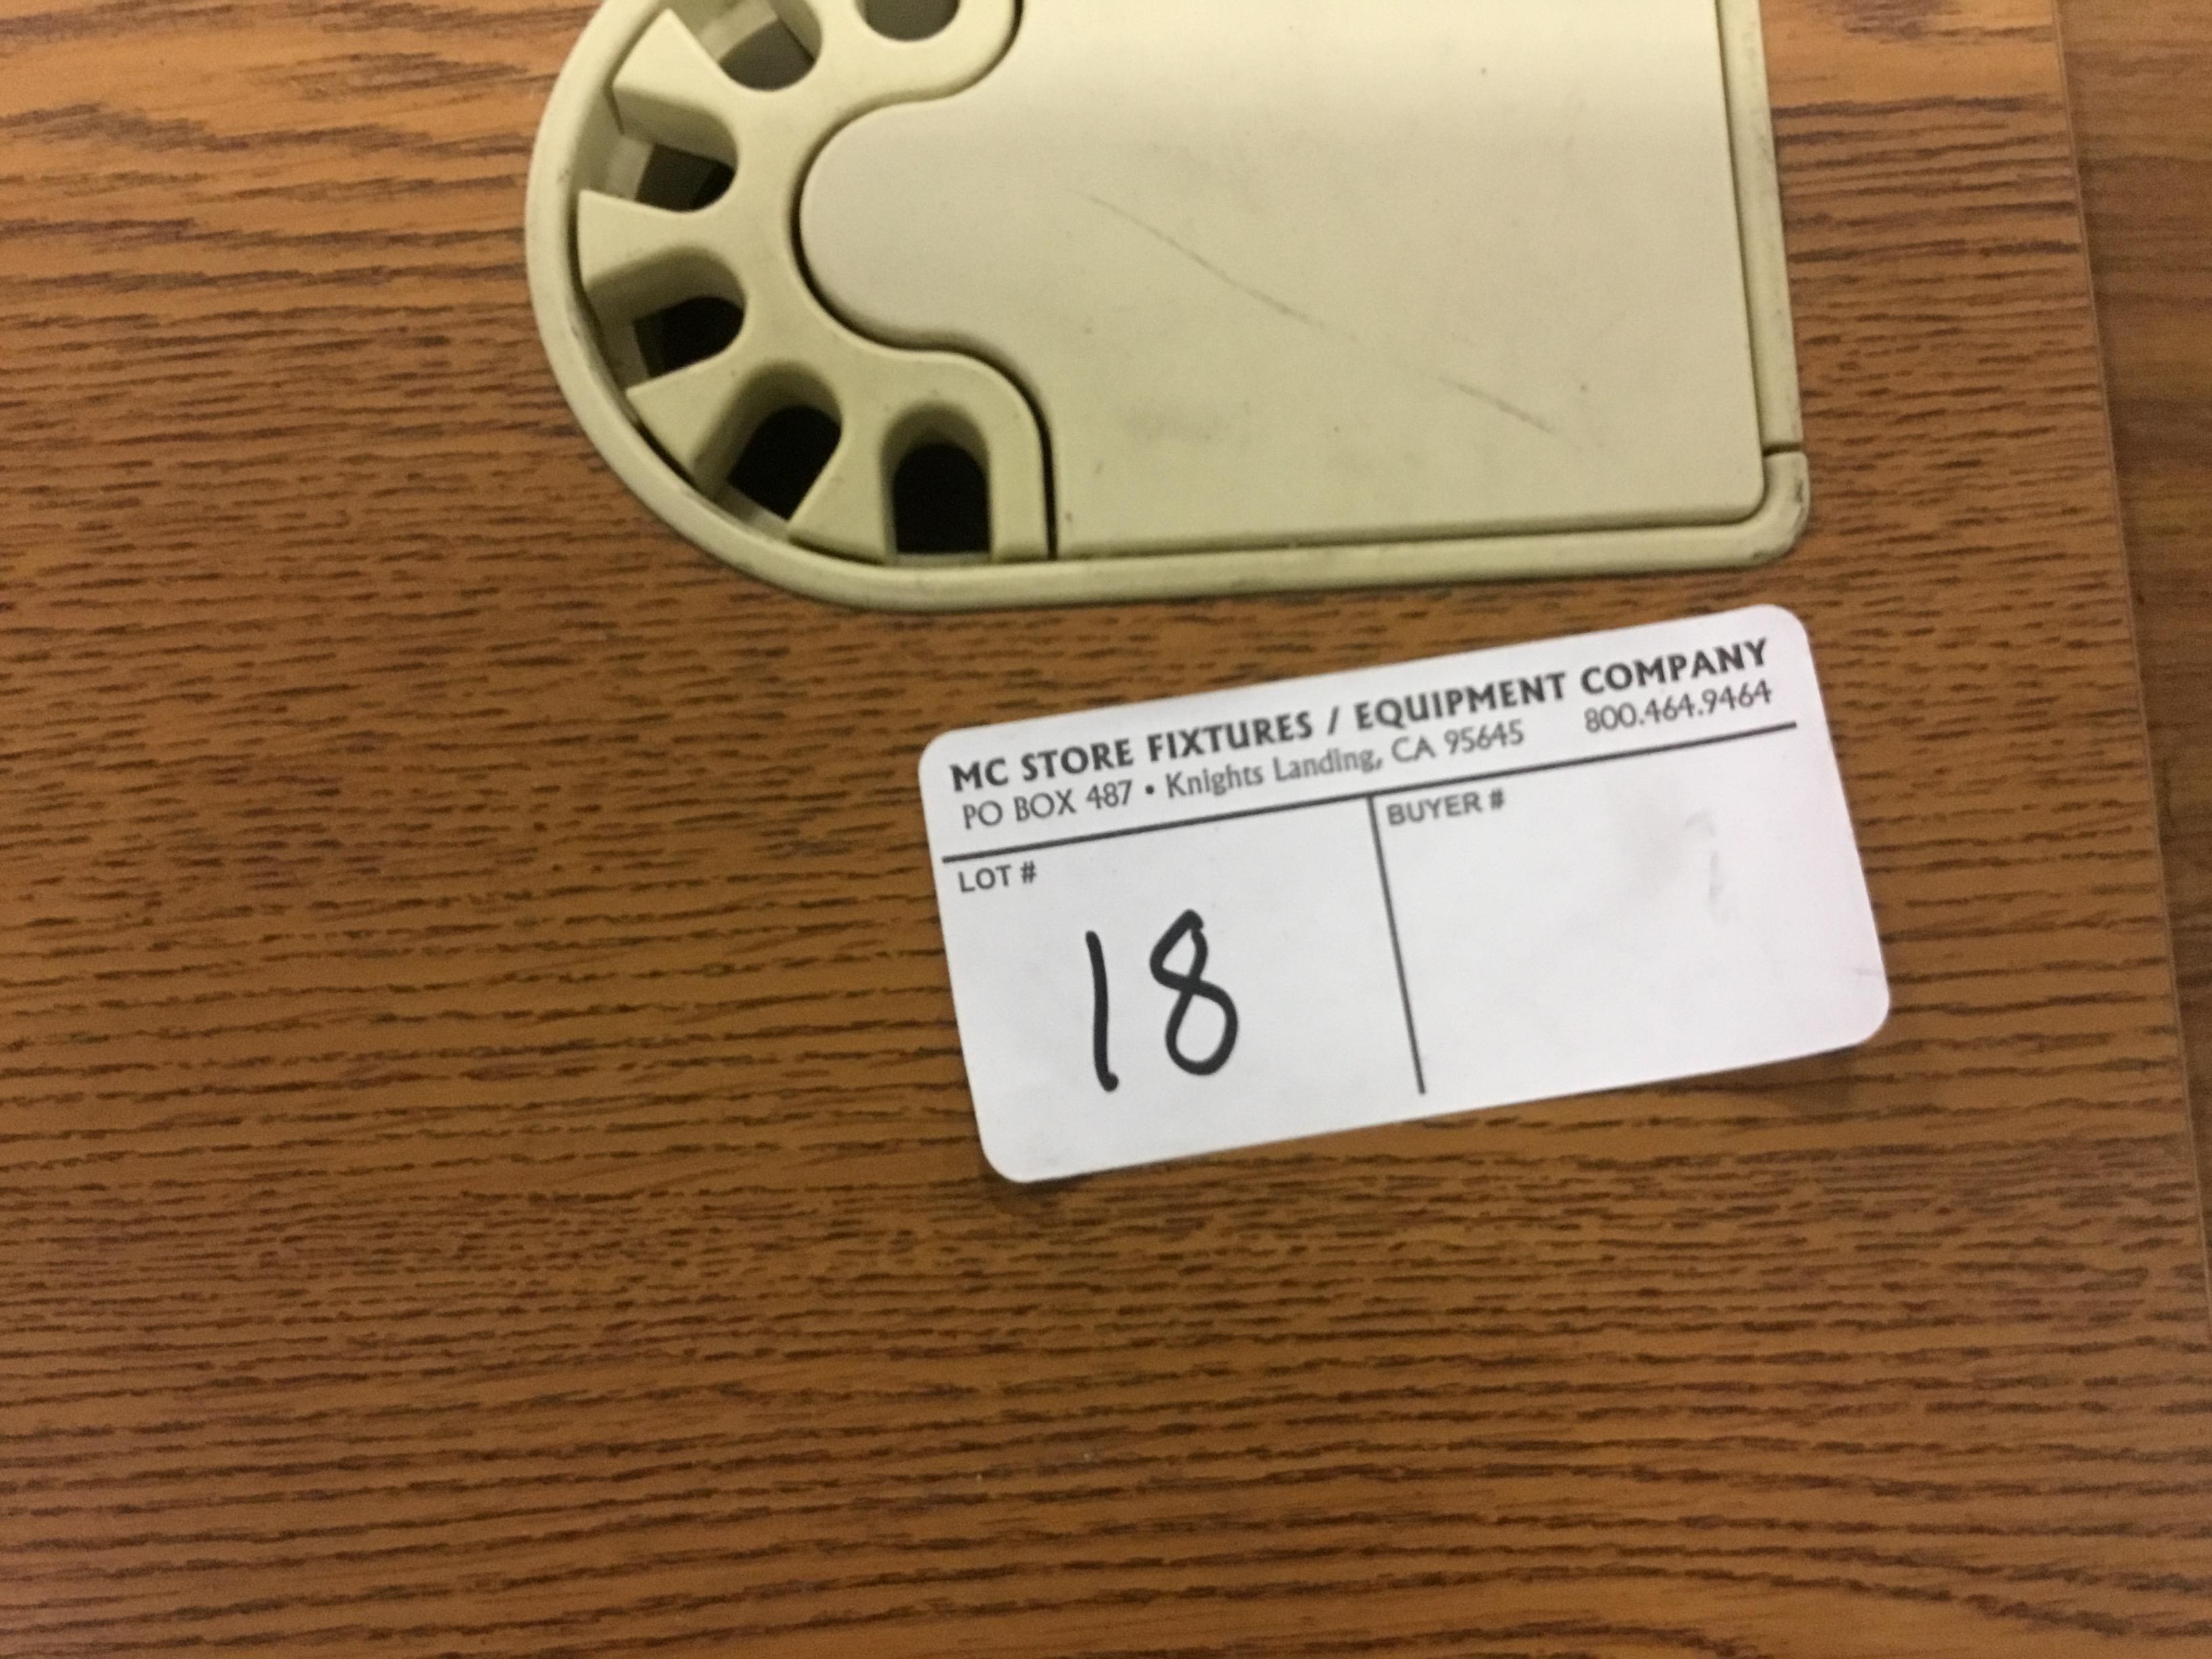 MC STORE FIXTURES / EQUIPMENT COMPANY
PO BOX 487 • Knights Landing, CA 95645 800.464.9464
LOT #
BUYER #
18